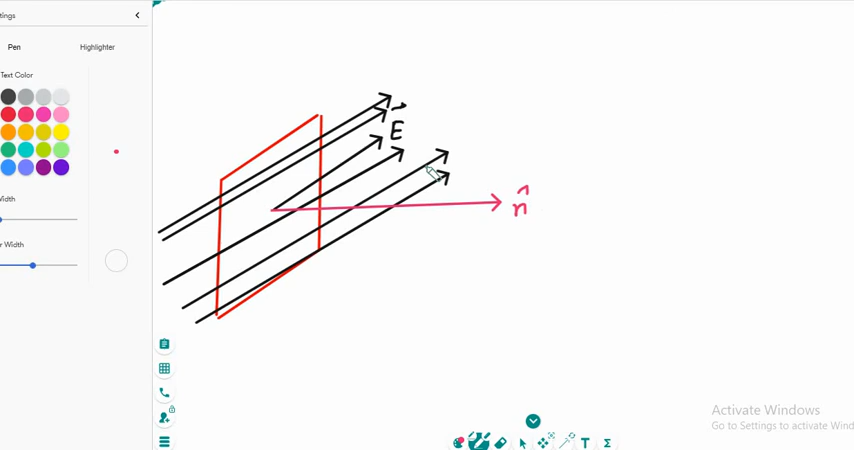 tings
Pen Highlighter
Text Color
E⃗
n̂
Width
r Width
T Σ
Activate Windows
Go to Settings to activate Wind